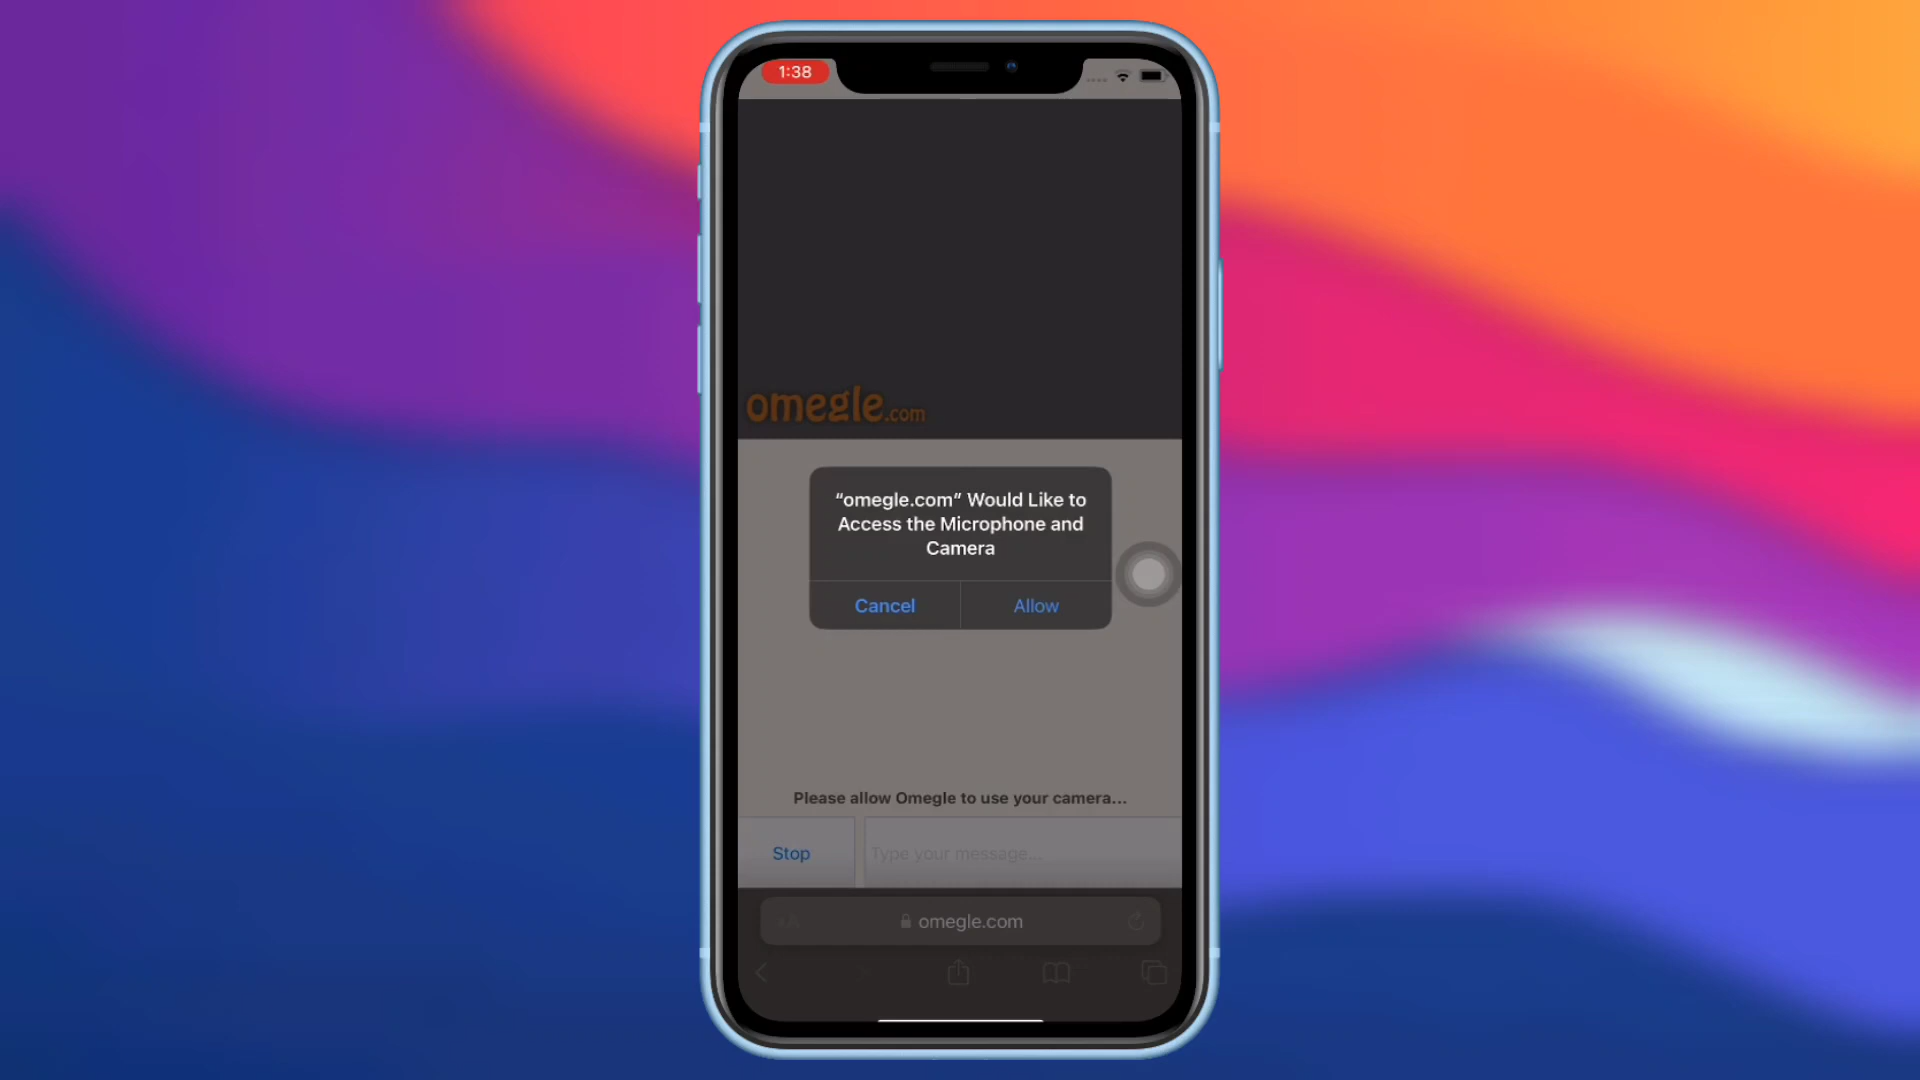 1:38
omegle.com
“omegle.com” Would Like to
Access the Microphone and
Camera
Cancel
Allow
Please allow Omegle to use your camera...
Stop
Type your message...
AA
omegle.com